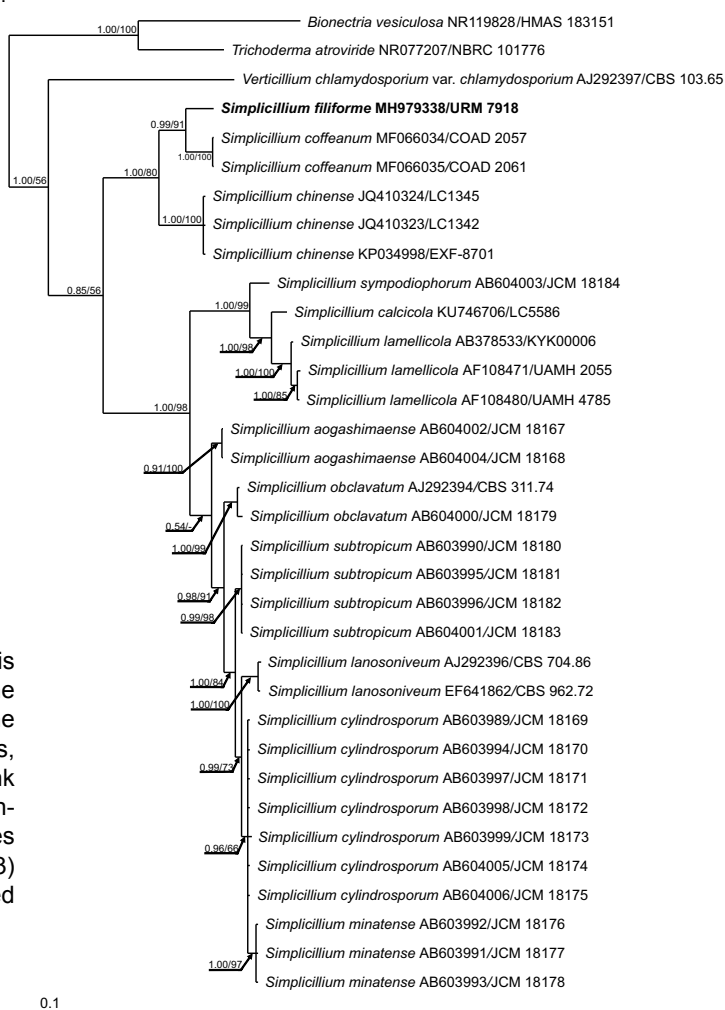 Bionectria vesiculosa NR119828/HMAS 183151
1.00/100
Trichoderma atroviride NR077207/NBRC 101776
Verticillium chlamydosporium var. chlamydosporium AJ292397/CBS 103.65
Simplicillium filiforme MH979338/URM 7918
0.99/91
Simplicillium coffeanum MF066034/COAD 2057
1.00/100
Simplicillium coffeanum MF066035/COAD 2061
1.00/80
1.00/56
Simplicillium chinense JQ410324/LC1345
1.00/100
Simplicillium chinense JQ410323/LC1342
Simplicillium chinense KP034998/EXF-8701
Simplicillium sympodiophorum AB604003/JCM 18184
0.85/56
1.00/99
Simplicillium calcicola KU746706/LC5586
Simplicillium lamellicola AB378533/KYK00006
1.00/98
Simplicillium lamellicola AF108471/UAMH 2055
1.00/100
Simplicillium lamellicola AF108480/UAMH 4785
1.00/85
1.00/98
Simplicillium aogashimaense AB604002/JCM 18167
Simplicillium aogashimaense AB604004/JCM 18168
0.91/100
Simplicillium obclavatum AJ292394/CBS 311.74
Simplicillium obclavatum AB604000/JCM 18179
0.54/-
Simplicillium subtropicum AB603990/JCM 18180
1.00/99
Simplicillium subtropicum AB603995/JCM 18181
Simplicillium subtropicum AB603996/JCM 18182
0.98/91
0.99/98
Simplicillium subtropicum AB604001/JCM 18183
Simplicillium lanosoniveum AJ292396/CBS 704.86
1.00/84
Simplicillium lanosoniveum EF641862/CBS 962.72
1.00/100
Simplicillium cylindrosporum AB603989/JCM 18169
Simplicillium cylindrosporum AB603994/JCM 18170
0.99/73
Simplicillium cylindrosporum AB603997/JCM 18171
Simplicillium cylindrosporum AB603998/JCM 18172
Simplicillium cylindrosporum AB603999/JCM 18173
0.96/66
Simplicillium cylindrosporum AB604005/JCM 18174
Simplicillium cylindrosporum AB604006/JCM 18175
Simplicillium minatense AB603992/JCM 18176
Simplicillium minatense AB603991/JCM 18177
1.00/97
Simplicillium minatense AB603993/JCM 18178
is
e
e
s,
nk
n-
es
3)
ed
0.1